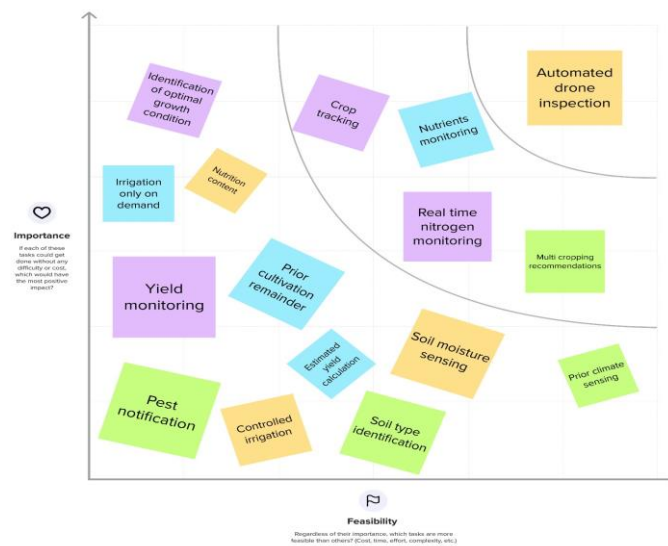 Identification
of optimal
growth
condition
Crop
tracking
Nutrients
monitoring
Automated
drone
inspection
Irrigation
only on
demand
Nutrition
content
Real time
nitrogen
monitoring
Multi cropping
recommendations
Importance
If each of these
tasks could get
done without any
difficulty or cost,
which would have
the most positive
impact?
Yield
monitoring
Prior
cultivation
remainder
Estimated
yield
calculation
Soil moisture
sensing
Prior climate
sensing
Pest
notification
Controlled
irrigation
Soil type
identification
Feasibility
Regardless of their importance, which tasks are more
feasible than others? (Cost, time, effort, complexity, etc.)